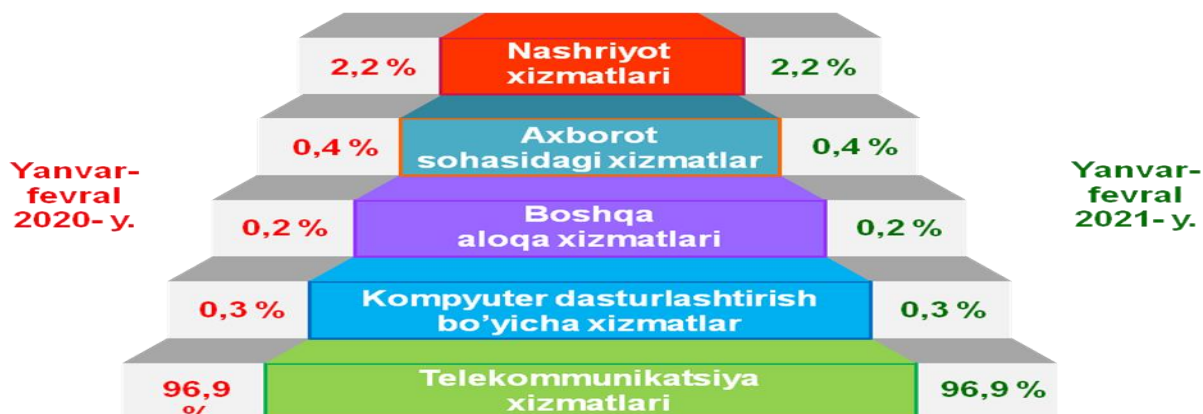 Nashriyot
xizmatlari
2,2 %
2,2 %
Axborot
sohasidagi xizmatlar
0,4 %
0,4 %
Yanvar-
fevral
2020- y.
Yanvar-
fevral
2021- y.
Boshqa
aloqa xizmatlari
0,2 %
0,2 %
Kompyuter dasturlashtirish
bo’yicha xizmatlar
0,3 %
0,3 %
Telekommunikatsiya
xizmatlari
96,9
%
96,9 %